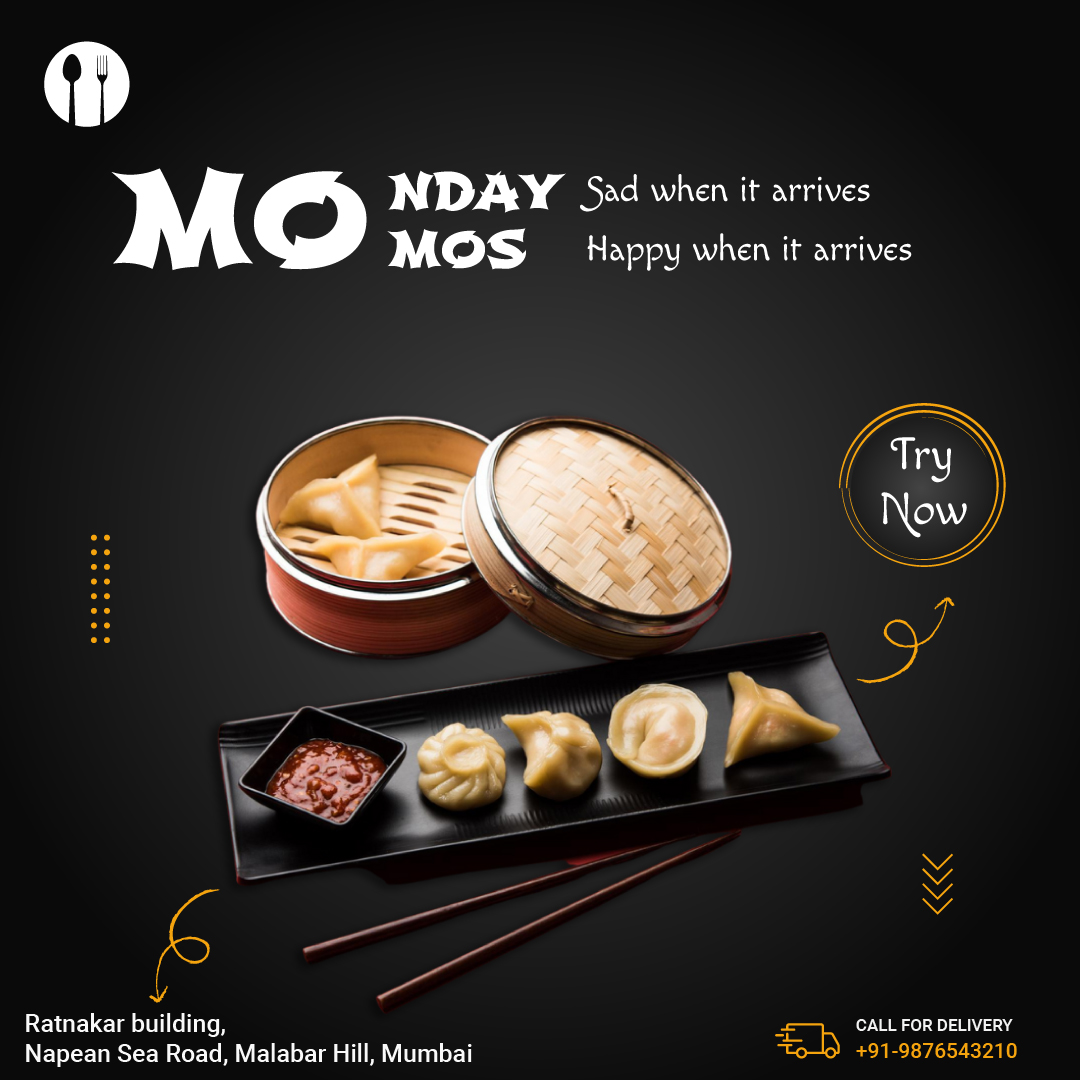 MO NDAY Sad when it arrives
MOS Happy when it arrives
Try
Now
Ratnakar building,
Napean Sea Road, Malabar Hill, Mumbai
CALL FOR DELIVERY
+91-9876543210